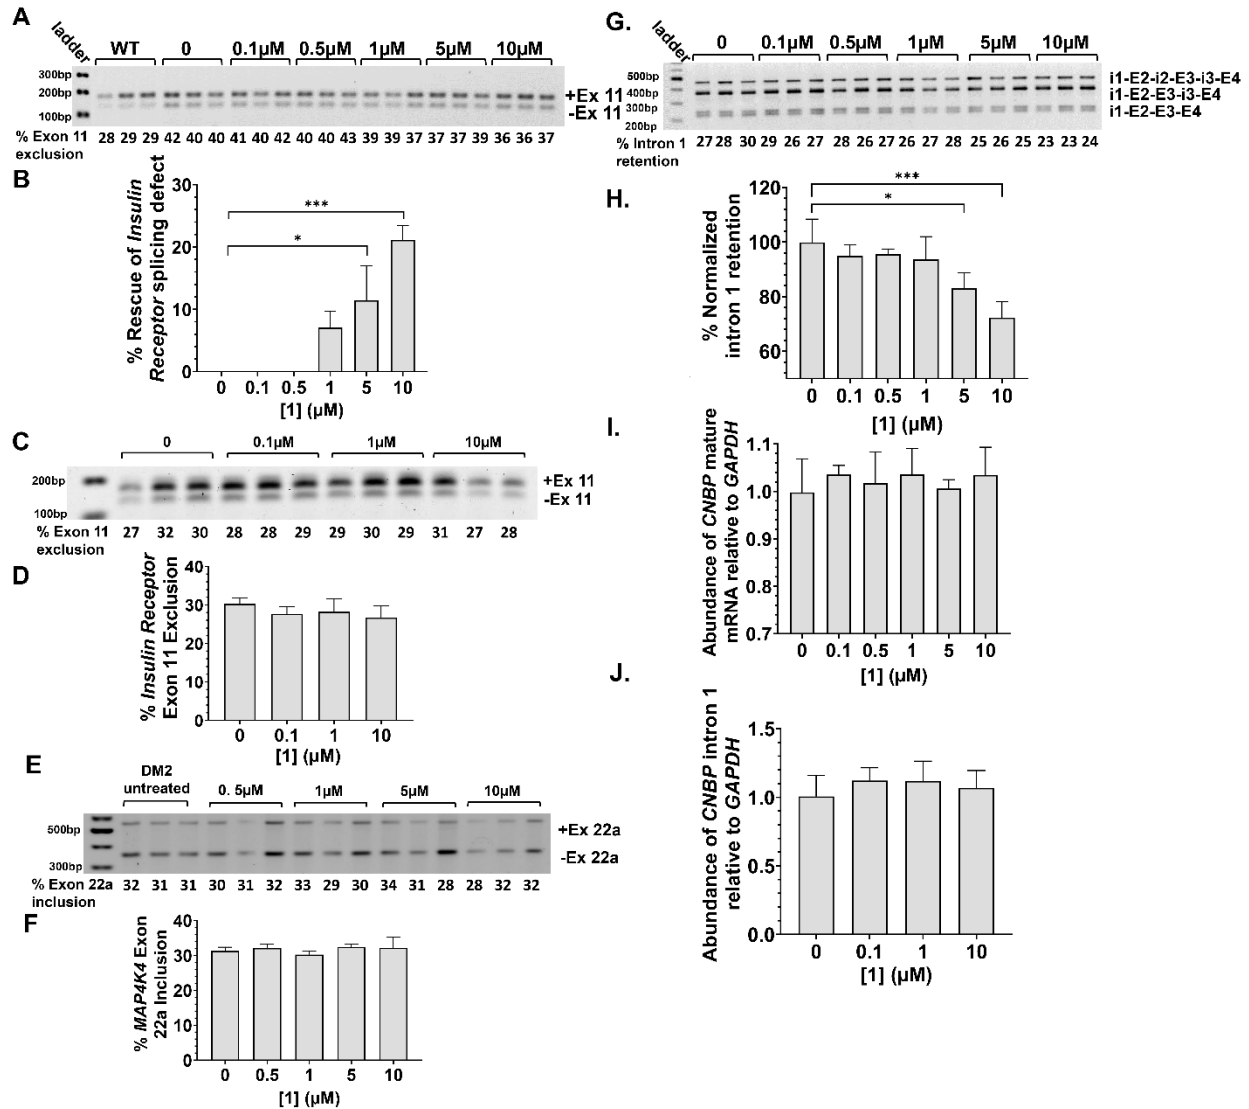 A
ladder
WT 0 0.1µM 0.5µM 1µM 5µM 10µM
300bp
200bp
100bp
+Ex 11
-Ex 11
% Exon 11 exclusion
28 29 29 42 40 40 41 40 42 40 40 43 39 39 37 37 37 39 36 36 37
B
% Rescue of Insulin
Receptor splicing defect
30
20
10
0
***
*
0 0.1 0.5 1 5 10
[1] (µM)
C
0 0.1µM 1µM 10µM
200bp
100bp
+Ex 11
-Ex 11
% Exon 11
exclusion
27 32 30 28 28 29 29 30 29 31 27 28
D
% Insulin Receptor
Exon 11 Exclusion
40
30
20
10
0
0 0.1 1 10
[1] (µM)
E
DM2
untreated
0. 5µM 1µM 5µM 10µM
500bp
300bp
+Ex 22a
-Ex 22a
% Exon 22a
inclusion
32 31 31 30 31 32 33 29 30 34 31 28 28 32 32
F
% MAP4K4 Exon
22a Inclusion
40
30
20
10
0
0 0.5 1 5 10
[1] (µM)
G.
ladder
0 0.1µM 0.5µM 1µM 5µM 10µM
500bp
400bp
300bp
200bp
i1-E2-i2-E3-i3-E4
i1-E2-E3-i3-E4
i1-E2-E3-E4
% Intron 1
retention
27 28 30 29 26 27 28 26 27 26 27 28 25 26 25 23 23 24
H.
% Normalized
intron 1 retention
120
100
80
60
***
*
0 0.1 0.5 1 5 10
[1] (µM)
I.
Abundance of CNBP mature
mRNA relative to GAPDH
1.1
1.0
0.9
0.8
0.7
0 0.1 0.5 1 5 10
[1] (µM)
J.
Abundance of CNBP intron 1
relative to GAPDH
1.5
1.0
0.5
0.0
0 0.1 1 10
[1] (µM)